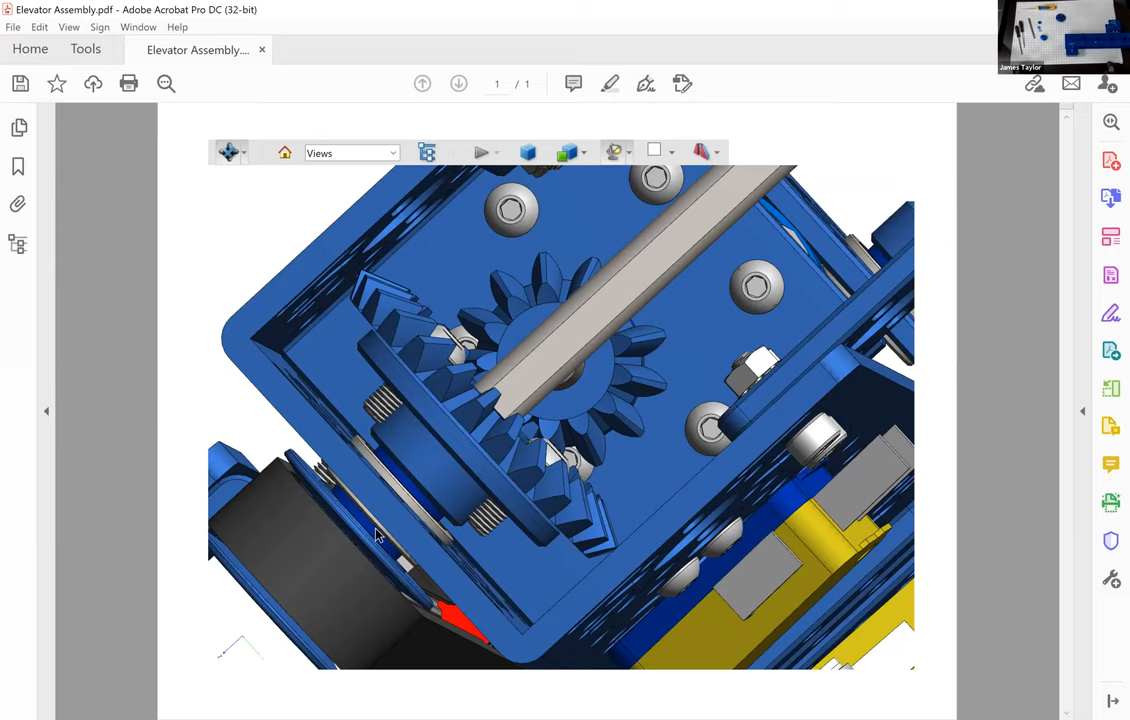 Elevator Assembly.pdf - Adobe Acrobat Pro DC (32-bit)
File Edit View Sign Window Help
Home Tools Elevator Assembly.... ×
1 / 1
Views
James Taylor